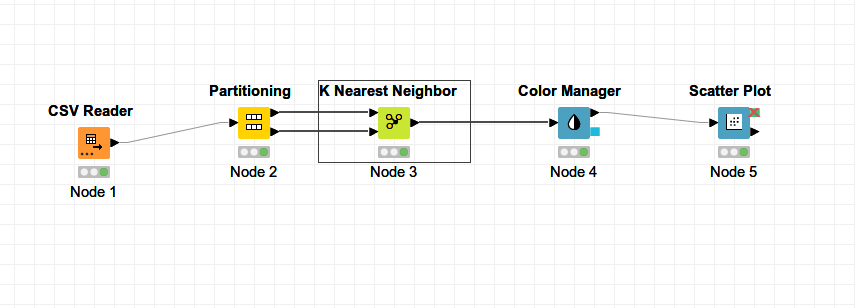 CSV Reader
Node 1
Partitioning
Node 2
K Nearest Neighbor
Node 3
Color Manager
Node 4
Scatter Plot
Node 5